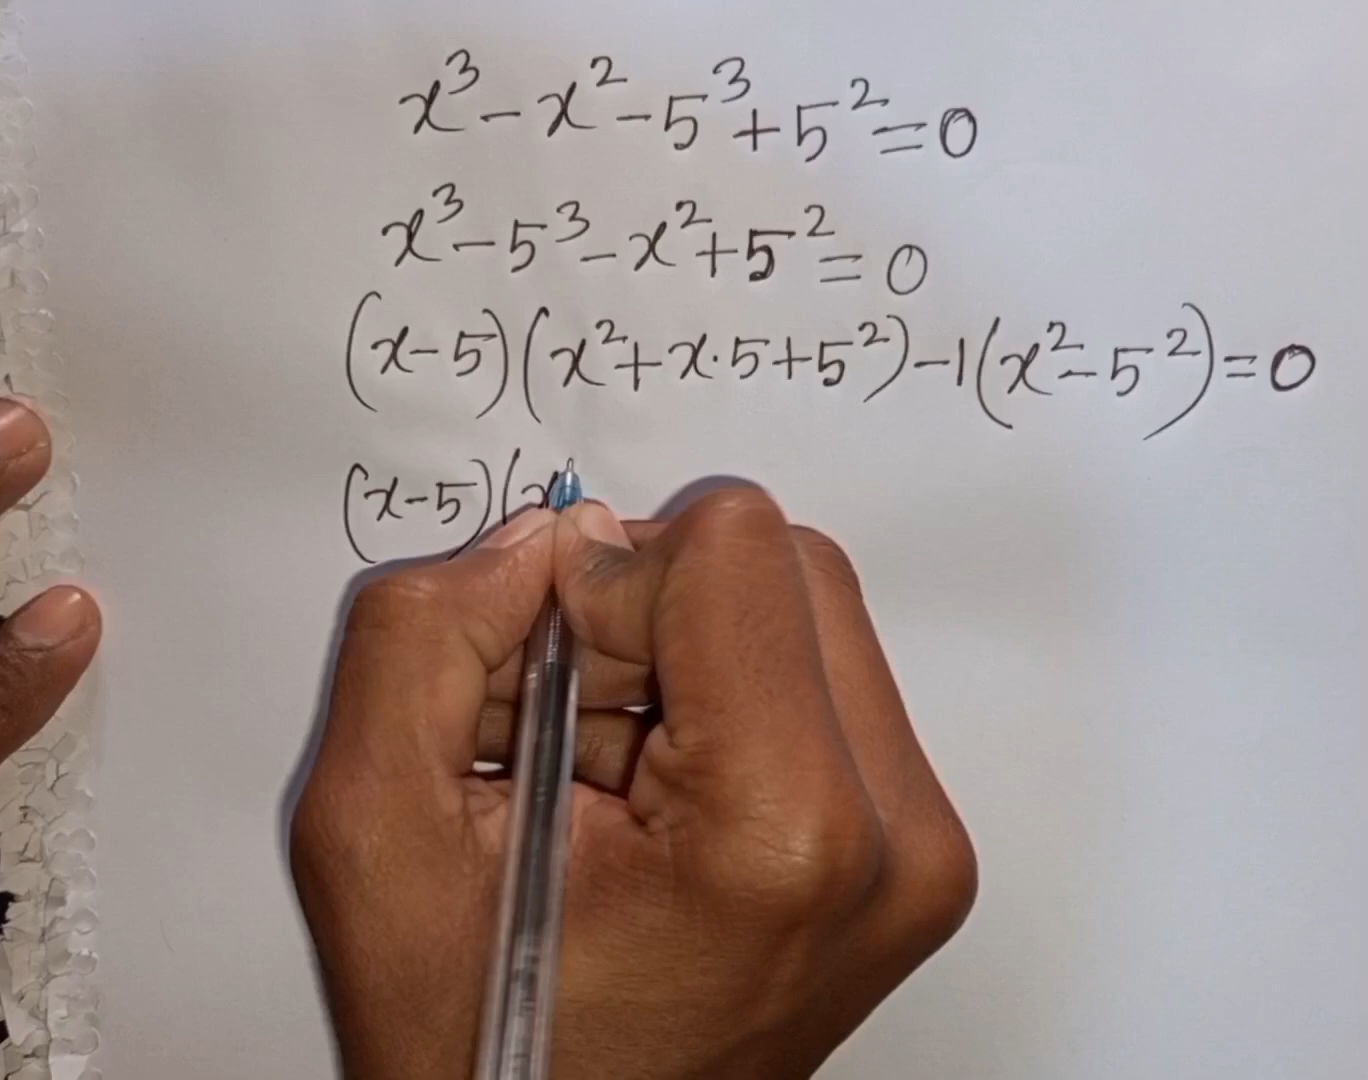 x³ - x² - 5³ + 5² = 0
x³ - 5³ - x² + 5² = 0
(x - 5)(x² + x·5 + 5²) - 1(x² - 5²) = 0
(x - 5)(x